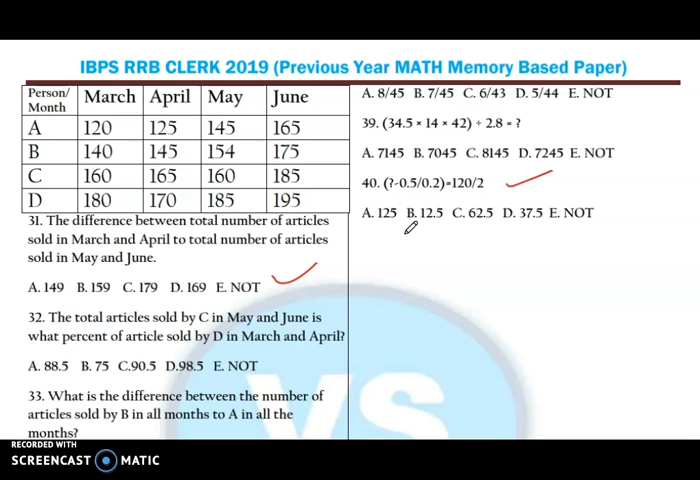 IBPS RRB CLERK 2019 (Previous Year MATH Memory Based Paper)
Person/ Month March April May June
A 120 125 145 165
B 140 145 154 175
C 160 165 160 185
D 180 170 185 195
31. The difference between total number of articles
sold in March and April to total number of articles
sold in May and June.
A. 149 B. 159 C. 179 D. 169 E. NOT
32. The total articles sold by C in May and June is
what percent of article sold by D in March and April?
A. 88.5 B. 75 C.90.5 D.98.5 E. NOT
33. What is the difference between the number of
articles sold by B in all months to A in all the
months?
A. 8/45 B. 7/45 C. 6/43 D. 5/44 E. NOT
39. (34.5 × 14 × 42) ÷ 2.8 = ?
A. 7145 B. 7045 C. 8145 D. 7245 E. NOT
40. (?-0.5/0.2)=120/2
A. 125 B. 12.5 C. 62.5 D. 37.5 E. NOT
YS
RECORDED WITH
SCREENCAST MATIC